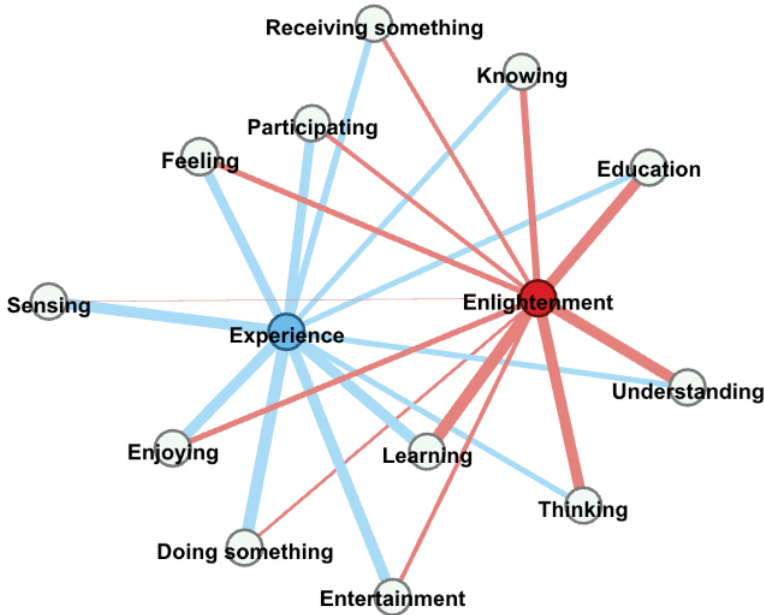 Receiving something
Knowing
Participating
Feeling
Education
Sensing
Enlightenment
Experience
Understanding
Enjoying
Learning
Thinking
Doing something
Entertainment